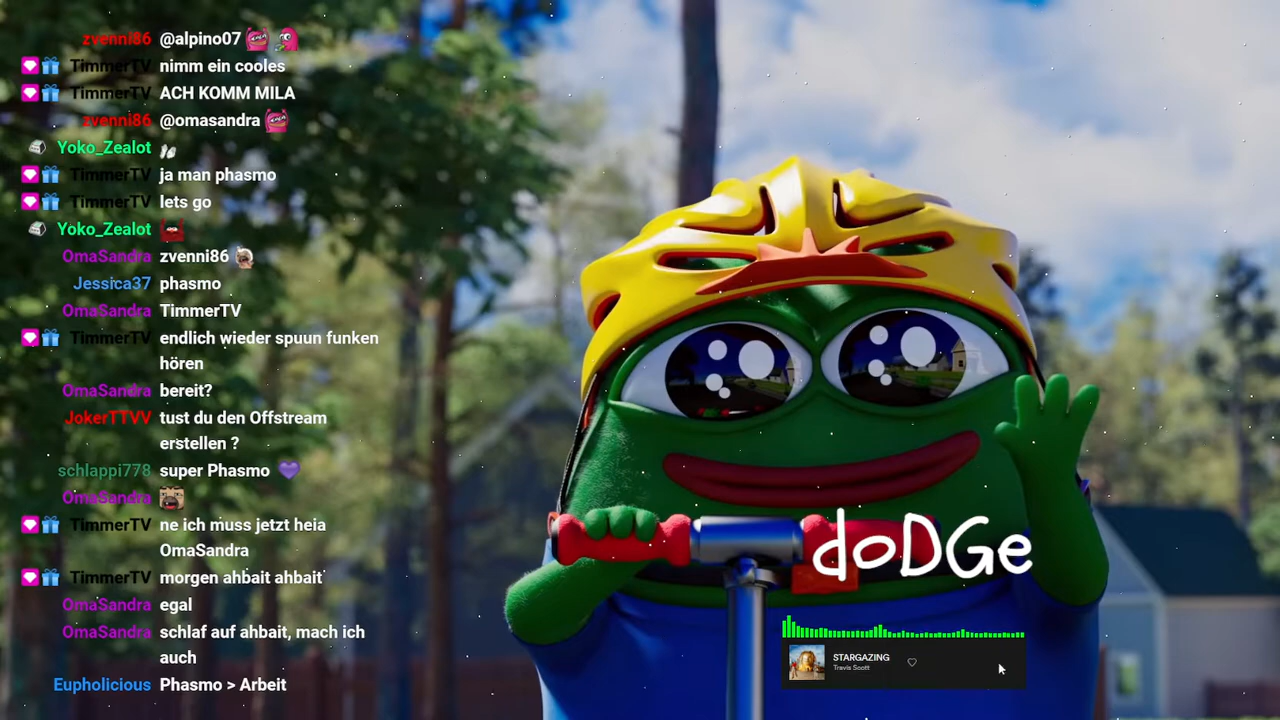 zvenni86 @alpino07
TimmerTV nimm ein cooles
TimmerTV ACH KOMM MILA
zvenni86 @omasandra
Yoko_Zealot
TimmerTV ja man phasmo
TimmerTV lets go
Yoko_Zealot
OmaSandra zvenni86
Jessica37 phasmo
OmaSandra TimmerTV
TimmerTV endlich wieder spuun funken
hören
OmaSandra bereit?
JokerTTVV tust du den Offstream
erstellen ?
schlappi778 super Phasmo
OmaSandra
TimmerTV ne ich muss jetzt heia
OmaSandra
TimmerTV morgen ahbait ahbait
OmaSandra egal
OmaSandra schlaf auf ahbait, mach ich
auch
Eupholicious Phasmo > Arbeit
doDGe
STARGAZING
Travis Scott